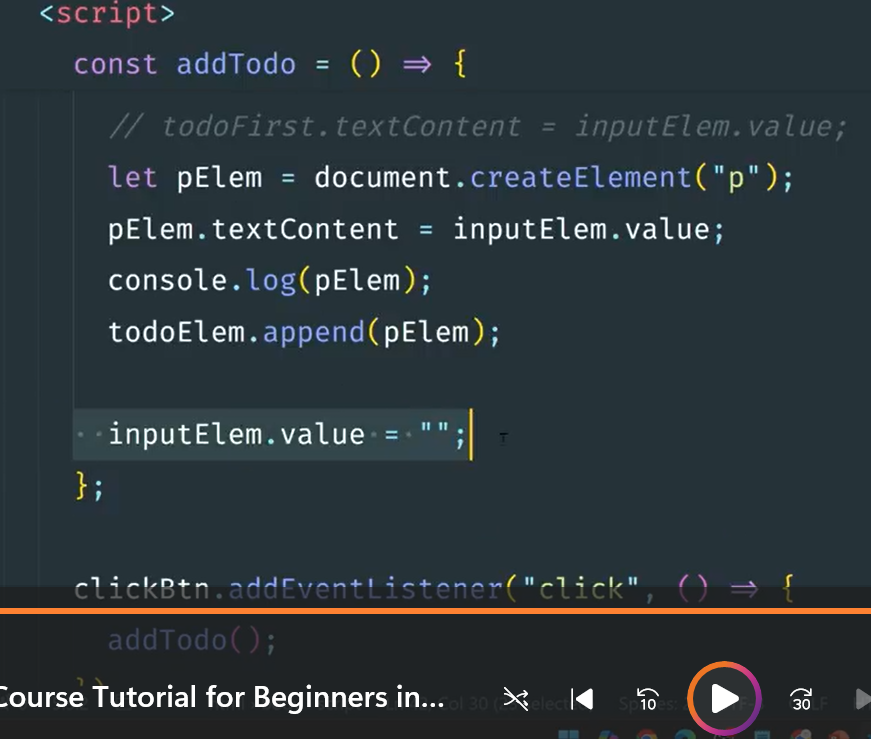 <script>
const addTodo = () => {
// todoFirst.textContent = inputElem.value;
let pElem = document.createElement("p");
pElem.textContent = inputElem.value;
console.log(pElem);
todoElem.append(pElem);
inputElem.value = "";
};
clickBtn.addEventListener("click", () => {
addTodo();
Course Tutorial for Beginners in...
10
30